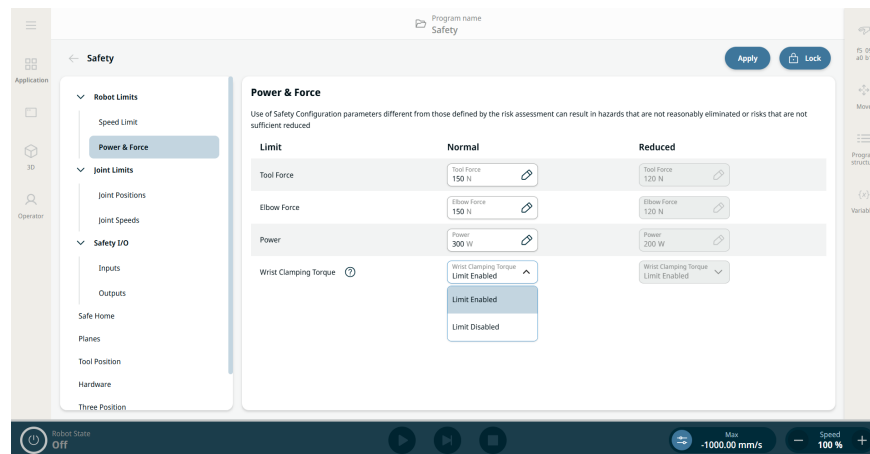 Program name
Safety
Safety
Apply
Lock
Application
3D
Operator
Robot Limits
Speed Limit
Power & Force
Joint Limits
Joint Positions
Joint Speeds
Safety I/O
Inputs
Outputs
Safe Home
Planes
Tool Position
Hardware
Three Position
Power & Force
Use of Safety Configuration parameters different from those defined by the risk assessment can result in hazards that are not reasonably eliminated or risks that are not
sufficient reduced
Limit Normal Reduced
Tool Force
Tool Force
150 N
Tool Force
120 N
Elbow Force
Elbow Force
150 N
Elbow Force
120 N
Power
Power
300 W
Power
200 W
Wrist Clamping Torque
Wrist Clamping Torque
Limit Enabled
Wrist Clamping Torque
Limit Enabled
Limit Enabled
Limit Disabled
Move
Robot State
Off
Max
-1000.00 mm/s
Speed
100 %